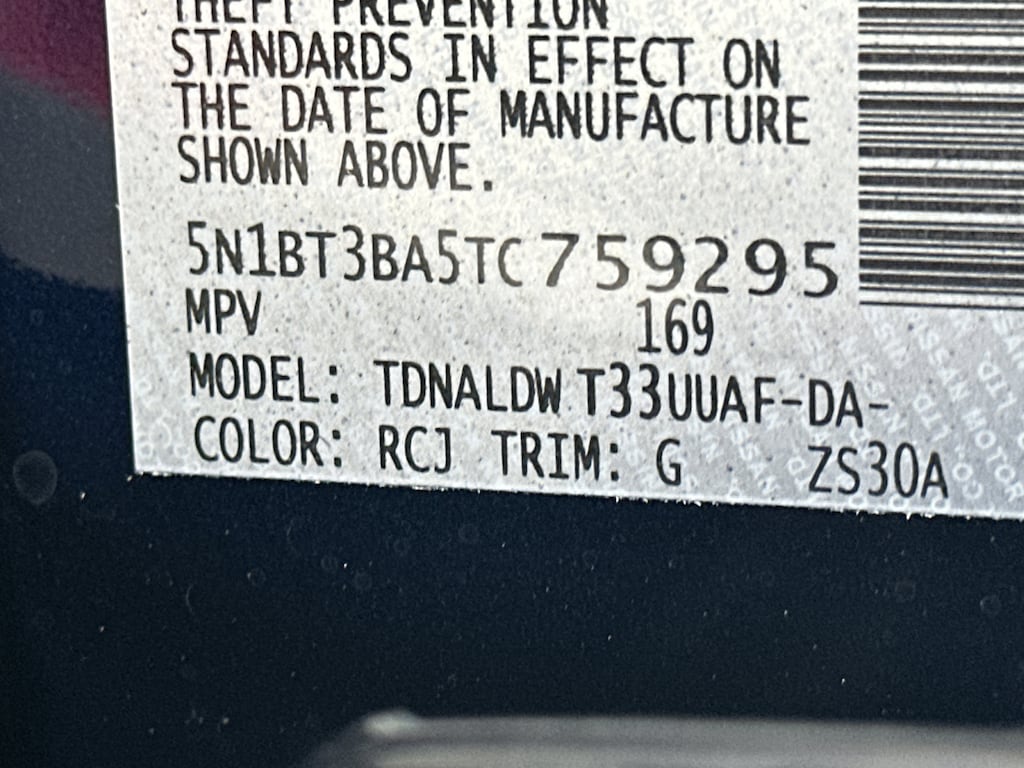 THEFT PREVENTION
STANDARDS IN EFFECT ON
THE DATE OF MANUFACTURE
SHOWN ABOVE.
5N1BT3BA5TC759295
MPV 169
MODEL: TDNALDW T33UUAF-DA-
COLOR: RCJ TRIM: G ZS30A